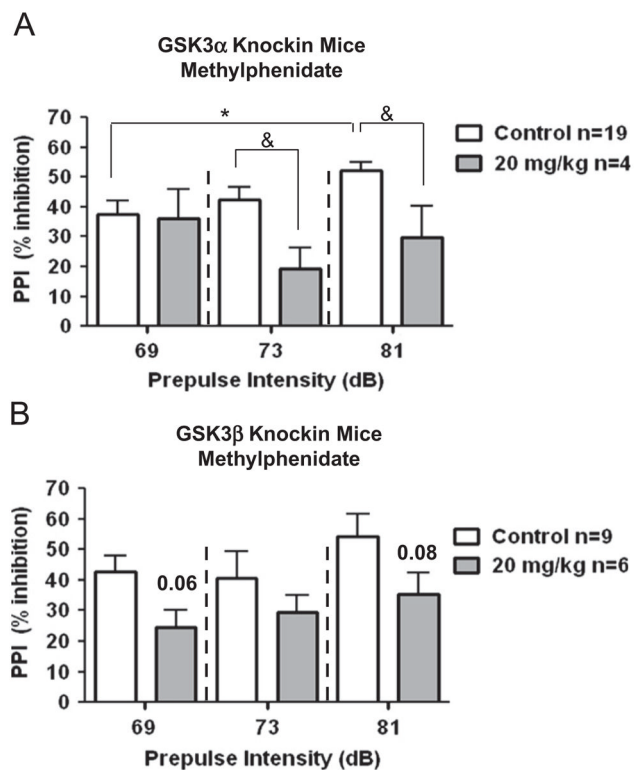 A
GSK3α Knockin Mice
Methylphenidate
PPI (% inhibition)
70
60
50
40
30
20
10
0
*
&
&
Control n=19
20 mg/kg n=4
69 73 81
Prepulse Intensity (dB)
B
GSK3β Knockin Mice
Methylphenidate
PPI (% inhibition)
70
60
50
40
30
20
10
0
0.06
0.08
Control n=9
20 mg/kg n=6
69 73 81
Prepulse Intensity (dB)